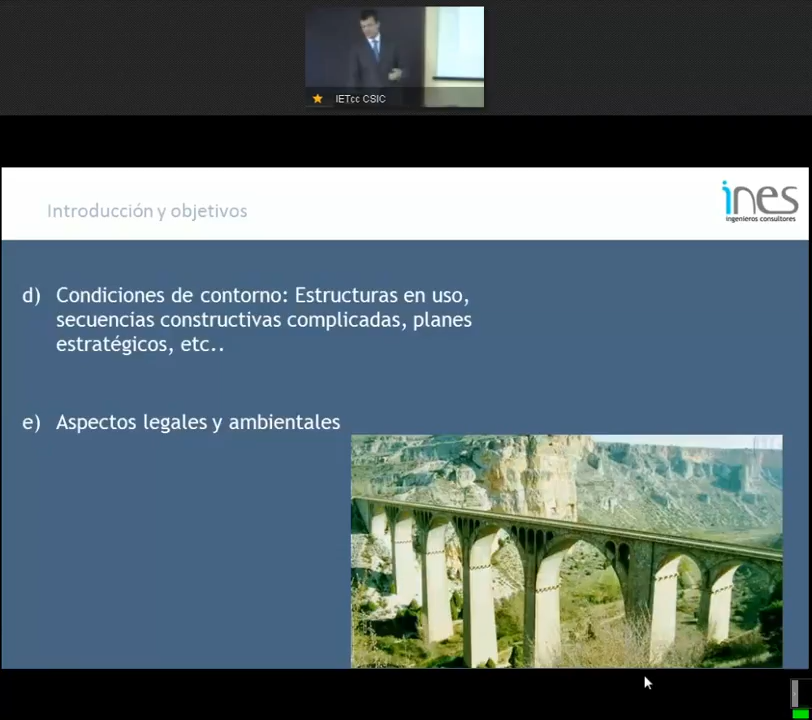 IETcc CSIC
Introducción y objetivos
ines
ingenieros consultores
d) Condiciones de contorno: Estructuras en uso,
secuencias constructivas complicadas, planes
estratégicos, etc..
e) Aspectos legales y ambientales